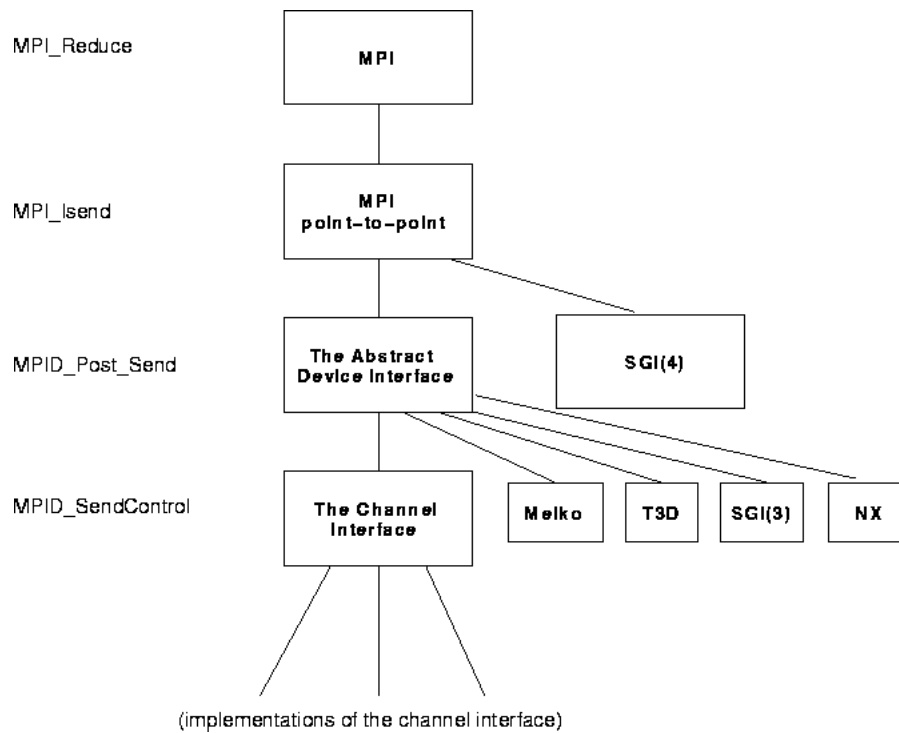 MPI_Reduce
MPI
MPI_Isend
MPI
point-to-point
MPID_Post_Send
The Abstract
Device Interface
SGI(4)
MPID_SendControl
The Channel
Interface
Meiko
T3D
SGI(3)
NX
(implementations of the channel interface)